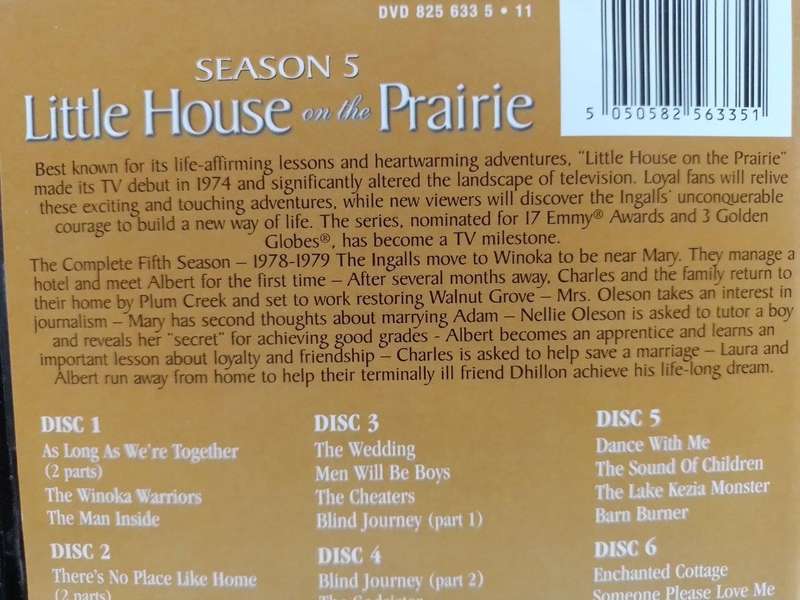 DVD 825 633 5 • 11
SEASON 5
Little House on the Prairie
5 050582 563351
Best known for its life-affirming lessons and heartwarming adventures, "Little House on the Prairie"
made its TV debut in 1974 and significantly altered the landscape of television. Loyal fans will relive
these exciting and touching adventures, while new viewers will discover the Ingalls' unconquerable
courage to build a new way of life. The series, nominated for 17 Emmy® Awards and 3 Golden
Globes®, has become a TV milestone.
The Complete Fifth Season – 1978-1979 The Ingalls move to Winoka to be near Mary. They manage a
hotel and meet Albert for the first time – After several months away, Charles and the family return to
their home by Plum Creek and set to work restoring Walnut Grove – Mrs. Oleson takes an interest in
journalism – Mary has second thoughts about marrying Adam – Nellie Oleson is asked to tutor a boy
and reveals her "secret" for achieving good grades - Albert becomes an apprentice and learns an
important lesson about loyalty and friendship – Charles is asked to help save a marriage – Laura and
Albert run away from home to help their terminally ill friend Dhillon achieve his life-long dream.
DISC 1
As Long As We're Together
(2 parts)
The Winoka Warriors
The Man Inside
DISC 2
There's No Place Like Home
(2 parts)
DISC 3
The Wedding
Men Will Be Boys
The Cheaters
Blind Journey (part 1)
DISC 4
Blind Journey (part 2)
The Godsister
DISC 5
Dance With Me
The Sound Of Children
The Lake Kezia Monster
Barn Burner
DISC 6
Enchanted Cottage
Someone Please Love Me